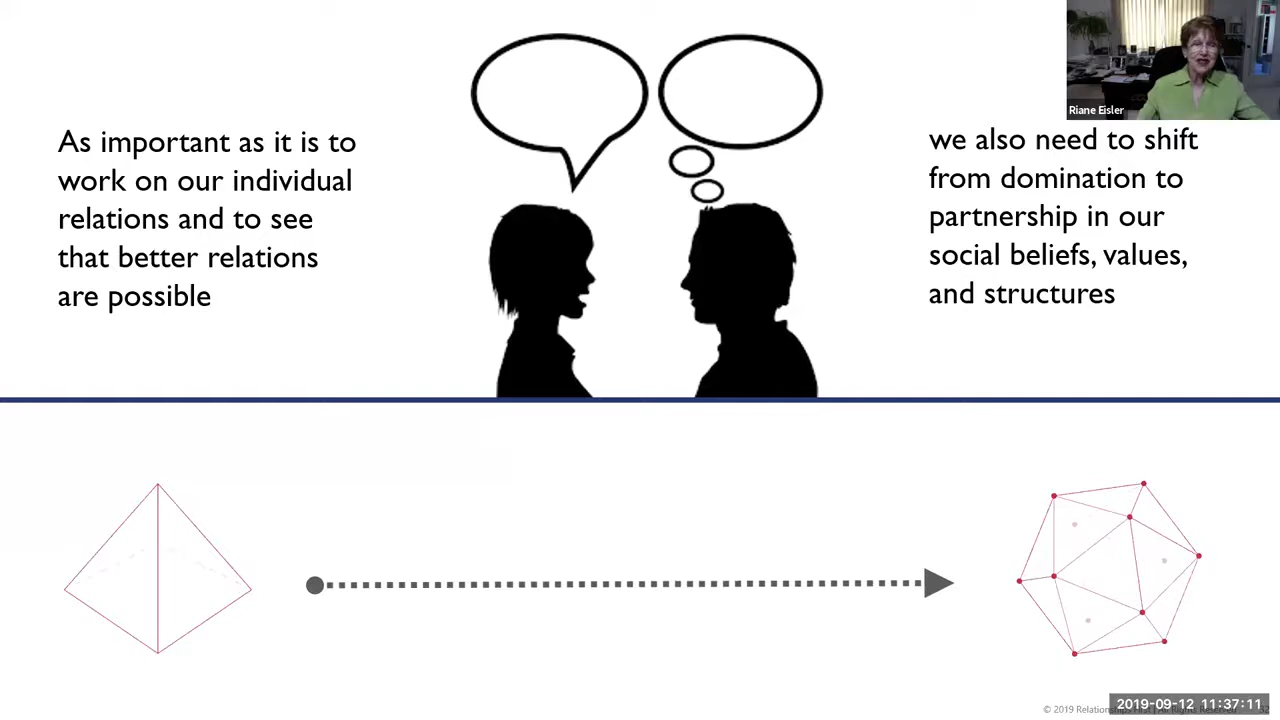 As important as it is to
work on our individual
relations and to see
that better relations
are possible
Riane Eisler
we also need to shift
from domination to
partnership in our
social beliefs, values,
and structures
© 2019
2019-09-12 11:37:11